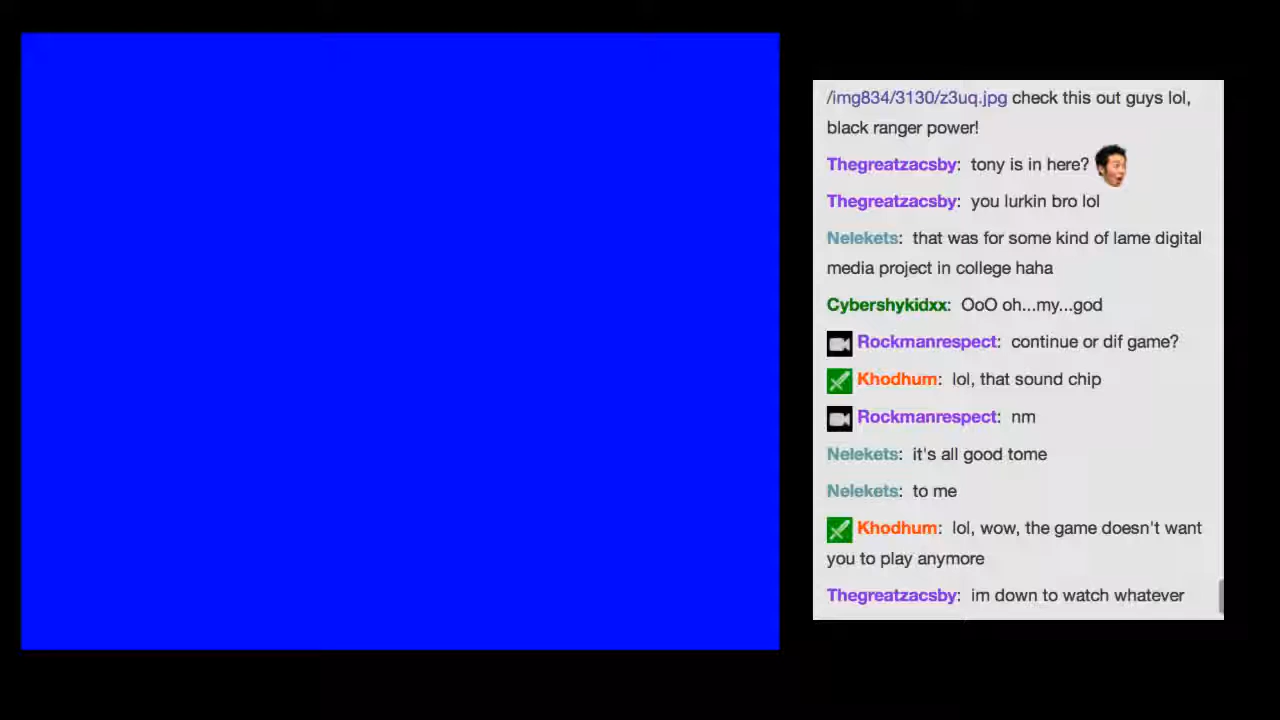 /img834/3130/z3uq.jpg check this out guys lol,
black ranger power!
Thegreatzacsby: tony is in here?
Thegreatzacsby: you lurkin bro lol
Nelekets: that was for some kind of lame digital
media project in college haha
Cybershykidxx: OoO oh...my...god
Rockmanrespect: continue or dif game?
Khodhum: lol, that sound chip
Rockmanrespect: nm
Nelekets: it's all good tome
Nelekets: to me
Khodhum: lol, wow, the game doesn't want
you to play anymore
Thegreatzacsby: im down to watch whatever